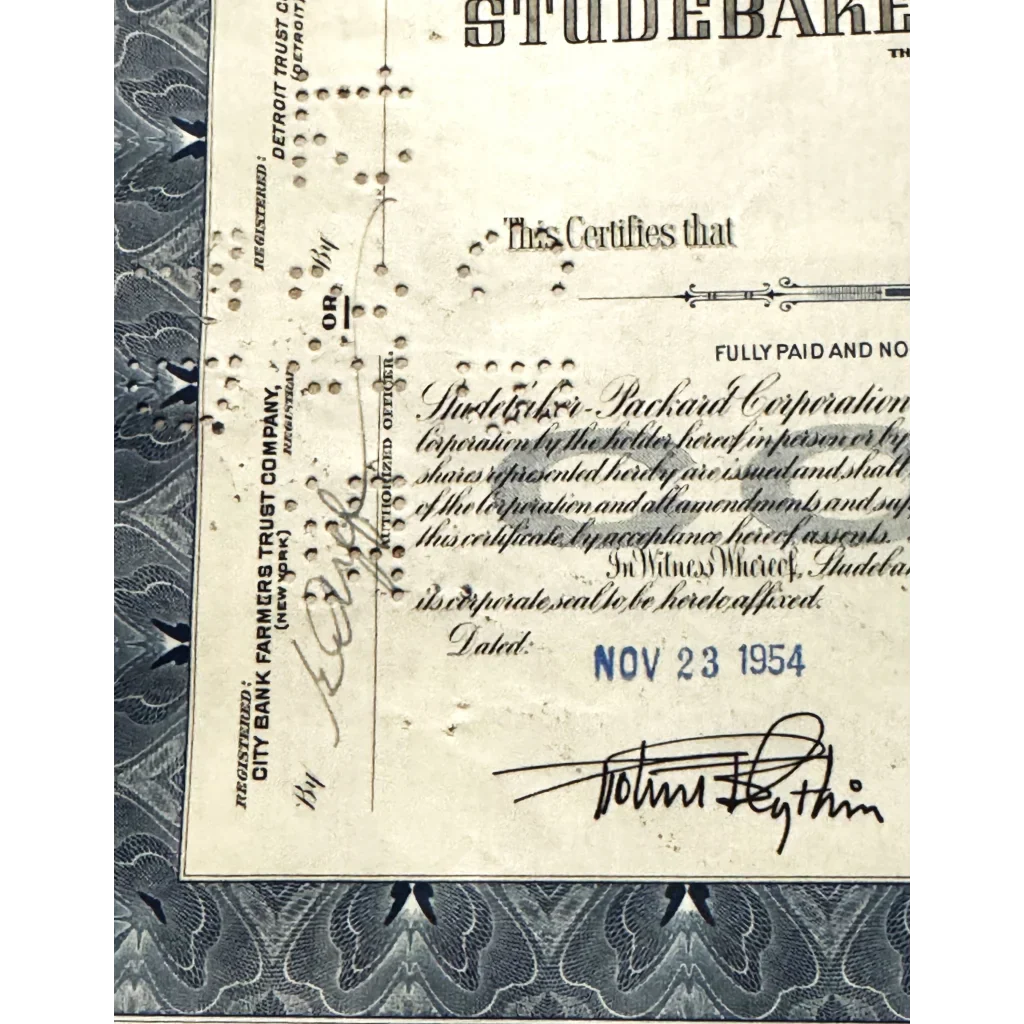 STUDEBAKE
TH
This Certifies that
FULLY PAID AND NO
Studebaker-Packard Corporation
Corporation by the holder hereof in person or by
shares represented hereby are issued and shall
of the Corporation and all amendments and sup
this certificate, by acceptance hereof, assents.
In Witness Whereof, Studeba
its corporate seal to be hereto affixed.
Dated:
NOV 23 1954
REGISTERED:
DETROIT TRUST C
(DETROIT,
By
OR
REGISTERED:
CITY BANK FARMERS TRUST COMPANY,
(NEW YORK)
REGISTRAR
By
AUTHORIZED OFFICER.